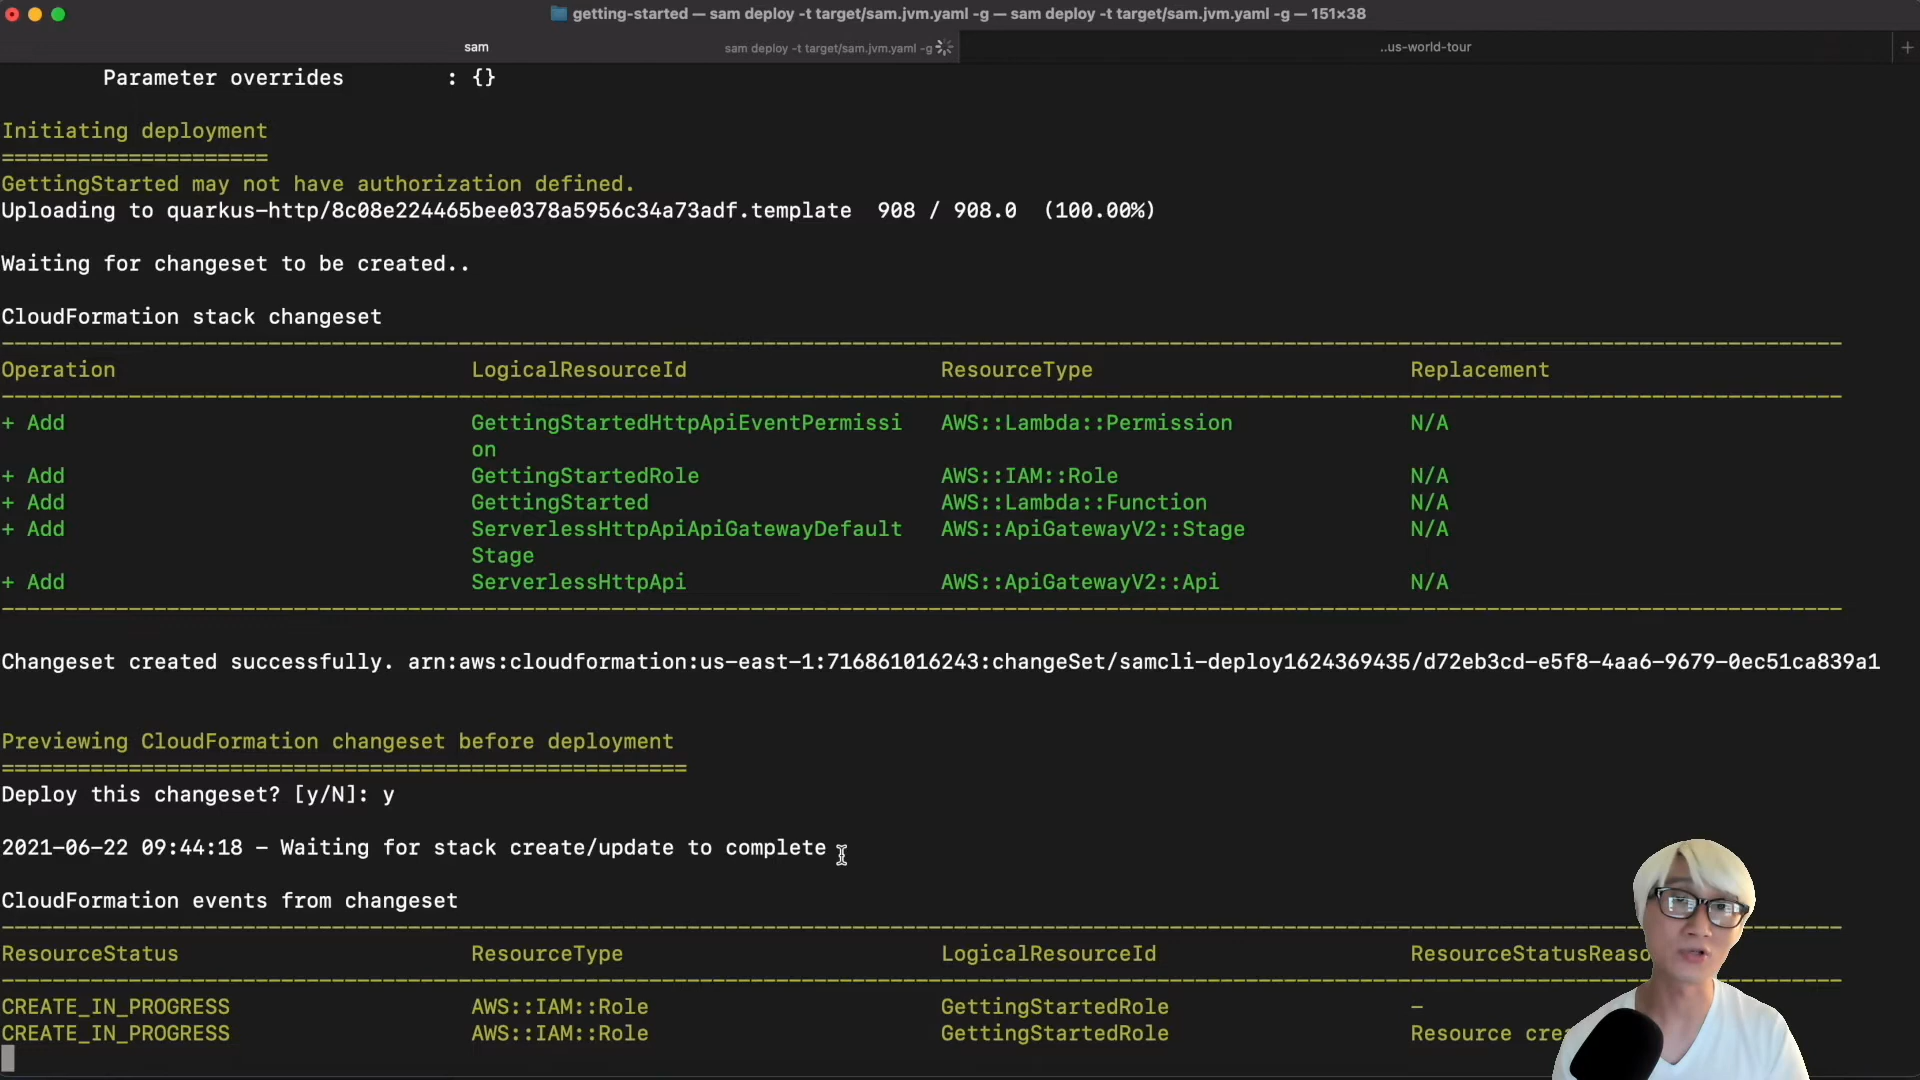 getting-started — sam deploy -t target/sam.jvm.yaml -g — sam deploy -t target/sam.jvm.yaml -g — 151×38
sam sam deploy -t target/sam.jvm.yaml -g ..us-world-tour +
Parameter overrides : {}
Initiating deployment
=====================
GettingStarted may not have authorization defined.
Uploading to quarkus-http/8c08e224465bee0378a5956c34a73adf.template 908 / 908.0 (100.00%)
Waiting for changeset to be created..
CloudFormation stack changeset
Operation LogicalResourceId ResourceType Replacement
+ Add GettingStartedHttpApiEventPermissi AWS::Lambda::Permission N/A
on
+ Add GettingStartedRole AWS::IAM::Role N/A
+ Add GettingStarted AWS::Lambda::Function N/A
+ Add ServerlessHttpApiApiGatewayDefault AWS::ApiGatewayV2::Stage N/A
Stage
+ Add ServerlessHttpApi AWS::ApiGatewayV2::Api N/A
Changeset created successfully. arn:aws:cloudformation:us-east-1:716861016243:changeSet/samcli-deploy1624369435/d72eb3cd-e5f8-4aa6-9679-0ec51ca839a1
Previewing CloudFormation changeset before deployment
======================================================
Deploy this changeset? [y/N]: y
2021-06-22 09:44:18 - Waiting for stack create/update to complete
CloudFormation events from changeset
ResourceStatus ResourceType LogicalResourceId ResourceStatusReaso
CREATE_IN_PROGRESS AWS::IAM::Role GettingStartedRole -
CREATE_IN_PROGRESS AWS::IAM::Role GettingStartedRole Resource cre